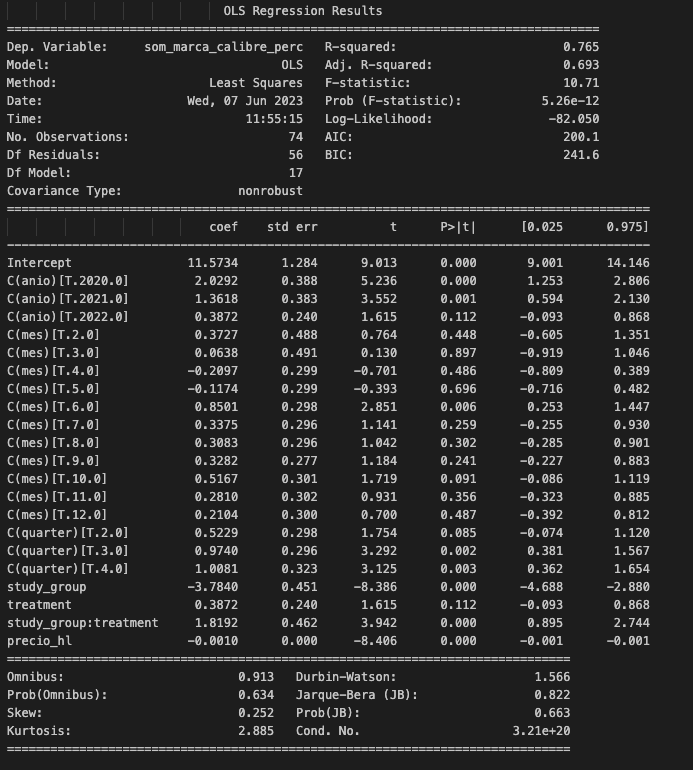 OLS Regression Results
==============================================================================
Dep. Variable: som_marca_calibre_perc R-squared: 0.765
Model: OLS Adj. R-squared: 0.693
Method: Least Squares F-statistic: 10.71
Date: Wed, 07 Jun 2023 Prob (F-statistic): 5.26e-12
Time: 11:55:15 Log-Likelihood: -82.050
No. Observations: 74 AIC: 200.1
Df Residuals: 56 BIC: 241.6
Df Model: 17
Covariance Type: nonrobust
==============================================================================
coef std err t P>|t| [0.025 0.975]
------------------------------------------------------------------------------
Intercept 11.5734 1.284 9.013 0.000 9.001 14.146
C(anio)[T.2020.0] 2.0292 0.388 5.236 0.000 1.253 2.806
C(anio)[T.2021.0] 1.3618 0.383 3.552 0.001 0.594 2.130
C(anio)[T.2022.0] 0.3872 0.240 1.615 0.112 -0.093 0.868
C(mes)[T.2.0] 0.3727 0.488 0.764 0.448 -0.605 1.351
C(mes)[T.3.0] 0.0638 0.491 0.130 0.897 -0.919 1.046
C(mes)[T.4.0] -0.2097 0.299 -0.701 0.486 -0.809 0.389
C(mes)[T.5.0] -0.1174 0.299 -0.393 0.696 -0.716 0.482
C(mes)[T.6.0] 0.8501 0.298 2.851 0.006 0.253 1.447
C(mes)[T.7.0] 0.3375 0.296 1.141 0.259 -0.255 0.930
C(mes)[T.8.0] 0.3083 0.296 1.042 0.302 -0.285 0.901
C(mes)[T.9.0] 0.3282 0.277 1.184 0.241 -0.227 0.883
C(mes)[T.10.0] 0.5167 0.301 1.719 0.091 -0.086 1.119
C(mes)[T.11.0] 0.2810 0.302 0.931 0.356 -0.323 0.885
C(mes)[T.12.0] 0.2104 0.300 0.700 0.487 -0.392 0.812
C(quarter)[T.2.0] 0.5229 0.298 1.754 0.085 -0.074 1.120
C(quarter)[T.3.0] 0.9740 0.296 3.292 0.002 0.381 1.567
C(quarter)[T.4.0] 1.0081 0.323 3.125 0.003 0.362 1.654
study_group -3.7840 0.451 -8.386 0.000 -4.688 -2.880
treatment 0.3872 0.240 1.615 0.112 -0.093 0.868
study_group:treatment 1.8192 0.462 3.942 0.000 0.895 2.744
precio_hl -0.0010 0.000 -8.406 0.000 -0.001 -0.001
==============================================================================
Omnibus: 0.913 Durbin-Watson: 1.566
Prob(Omnibus): 0.634 Jarque-Bera (JB): 0.822
Skew: 0.252 Prob(JB): 0.663
Kurtosis: 2.885 Cond. No. 3.21e+20
==============================================================================